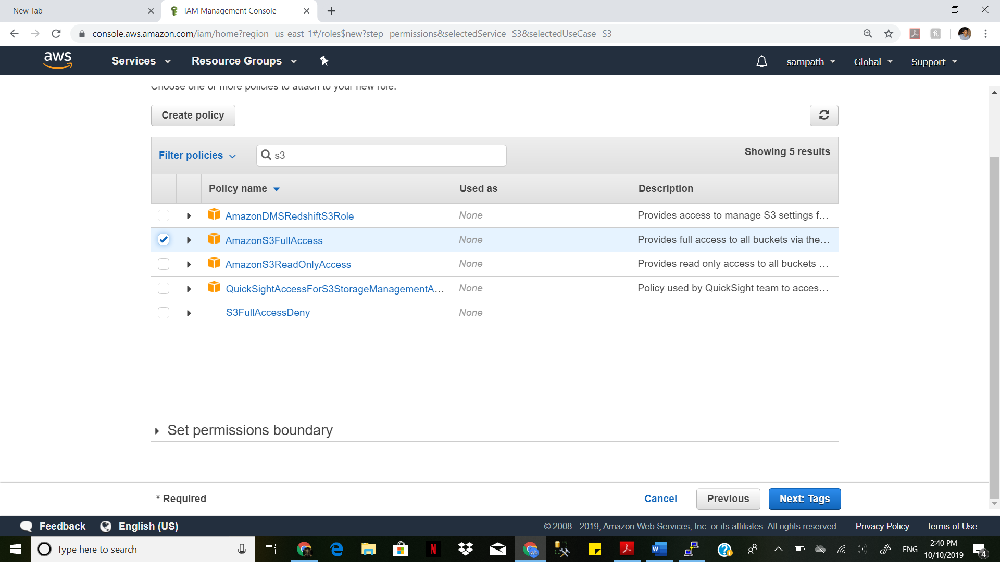 New Tab
IAM Management Console
console.aws.amazon.com/iam/home?region=us-east-1#/roles$new?step=permissions&selectedService=S3&selectedUseCase=S3
aws Services Resource Groups sampath Global Support
Choose one or more policies to attach to your new role.
Create policy
Filter policies s3 Showing 5 results
Policy name Used as Description
AmazonDMSRedshiftS3Role None Provides access to manage S3 settings f...
AmazonS3FullAccess None Provides full access to all buckets via the...
AmazonS3ReadOnlyAccess None Provides read only access to all buckets ...
QuickSightAccessForS3StorageManagementA... None Policy used by QuickSight team to acces...
S3FullAccessDeny None
Set permissions boundary
* Required Cancel Previous Next: Tags
Feedback English (US) © 2008 - 2019, Amazon Web Services, Inc. or its affiliates. All rights reserved. Privacy Policy Terms of Use
Type here to search ENG 2:40 PM
10/10/2019 4